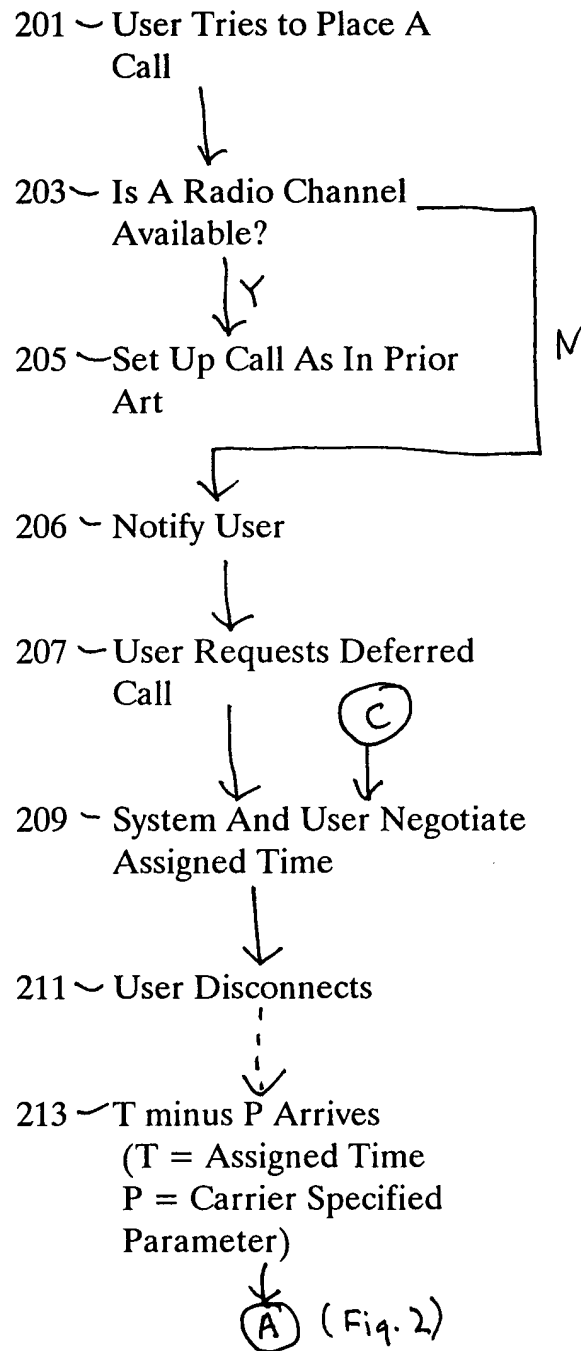 201 User Tries to Place A
Call
203 Is A Radio Channel
Available?
Y
N
205 Set Up Call As In Prior
Art
206 Notify User
207 User Requests Deferred
Call
C
209 System And User Negotiate
Assigned Time
211 User Disconnects
213 T minus P Arrives
(T = Assigned Time
P = Carrier Specified
Parameter)
A (Fig. 2)